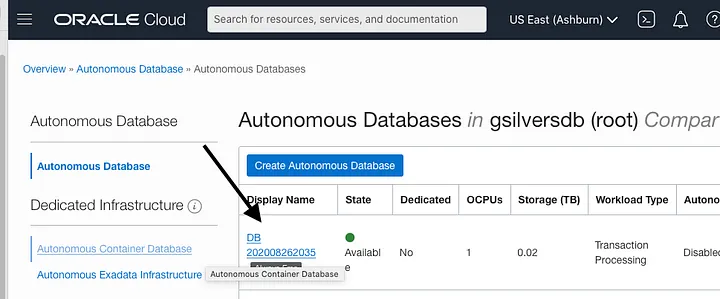 ORACLE Cloud
Search for resources, services, and documentation
US East (Ashburn)
Overview » Autonomous Database » Autonomous Databases
Autonomous Database
Autonomous Databases in gsilversdb (root) Compar
Autonomous Database
Create Autonomous Database
Dedicated Infrastructure
Display Name State Dedicated OCPUs Storage (TB) Workload Type Autono
Autonomous Container Database
DB
202008262035
Availabl
e
No
1
0.02
Transaction
Processing
Disable
Autonomous Exadata Infrastructure
Autonomous Container Database